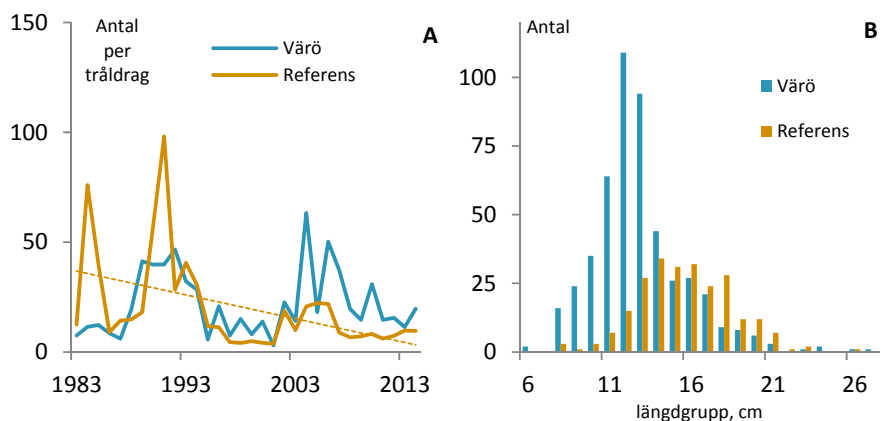 Antal
per
tråldrag
Värö
Referens
A
150
100
50
0
1983
1993
2003
2013
Antal
B
Värö
Referens
100
75
50
25
0
6
11
16
21
26
längdgrupp, cm